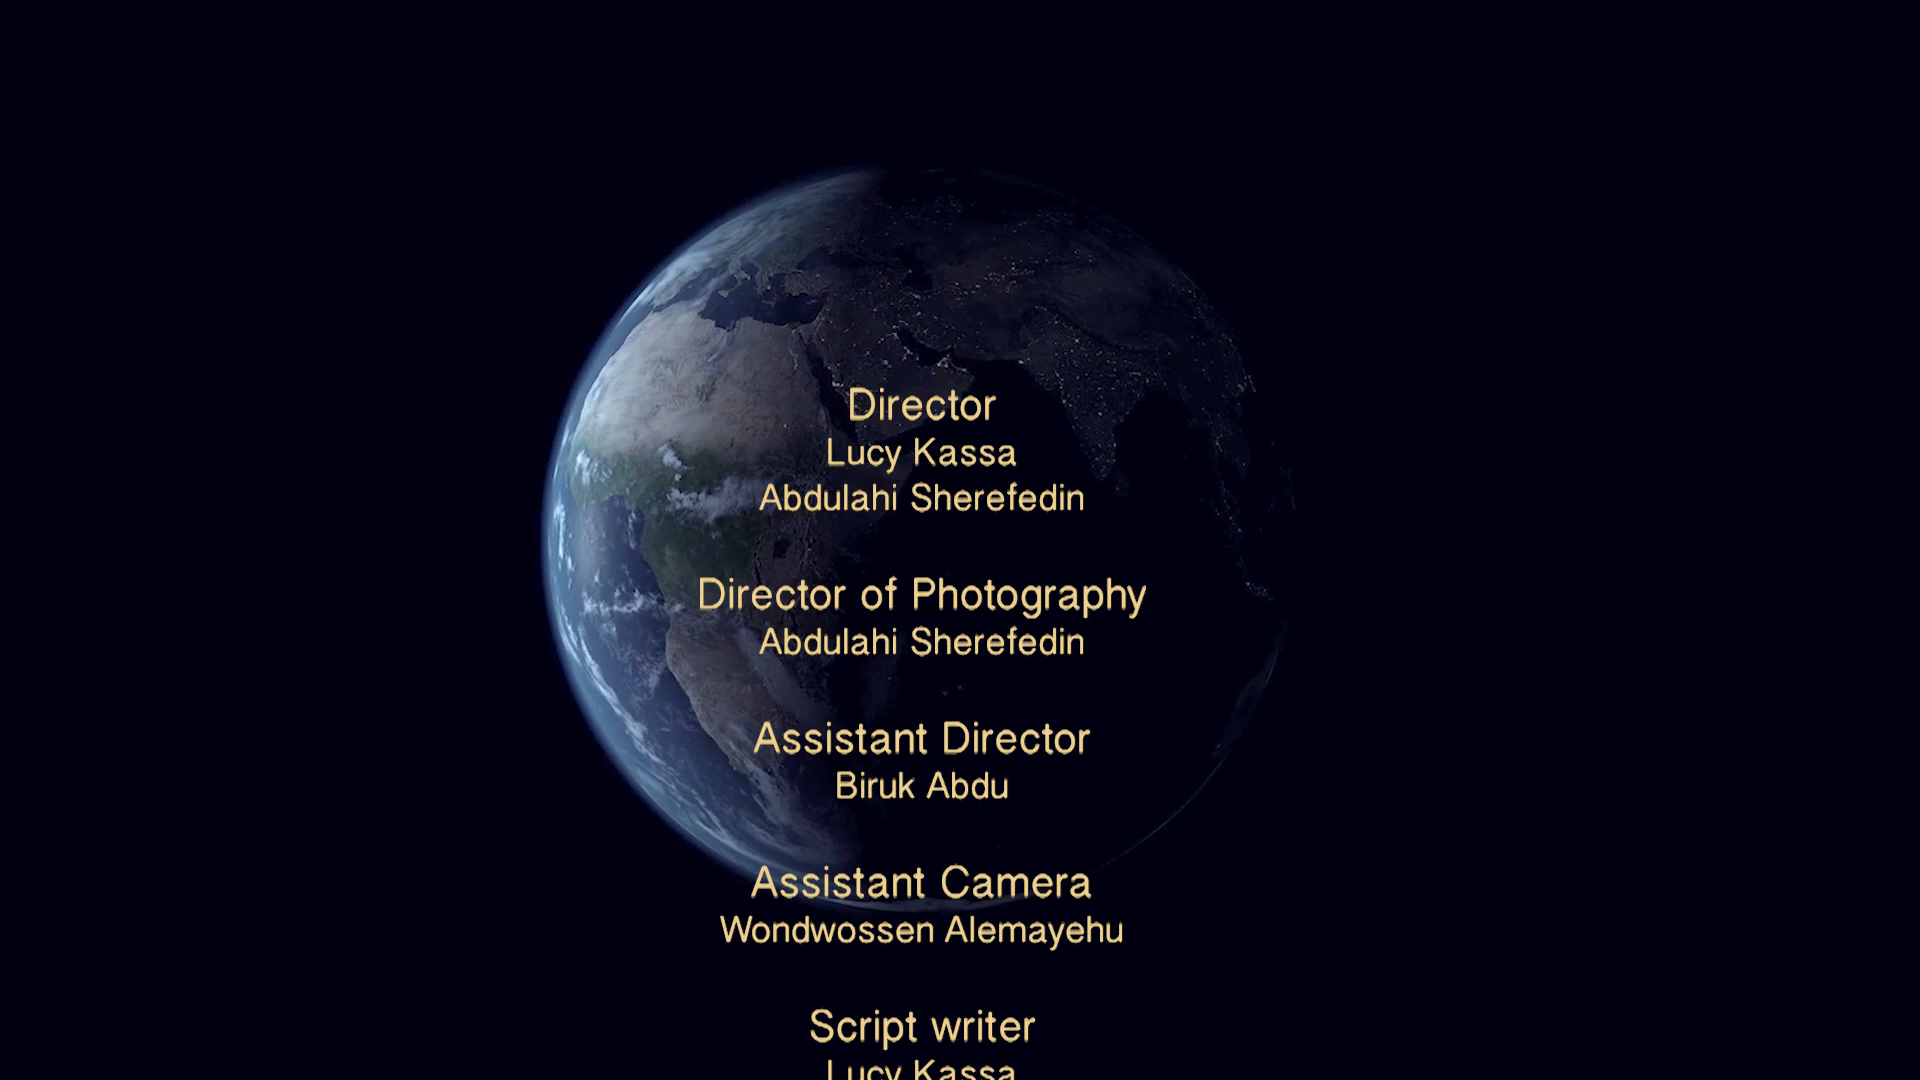 Director
Lucy Kassa
Abdulahi Sherefedin
Director of Photography
Abdulahi Sherefedin
Assistant Director
Biruk Abdu
Assistant Camera
Wondwossen Alemayehu
Script writer
Lucy Kassa